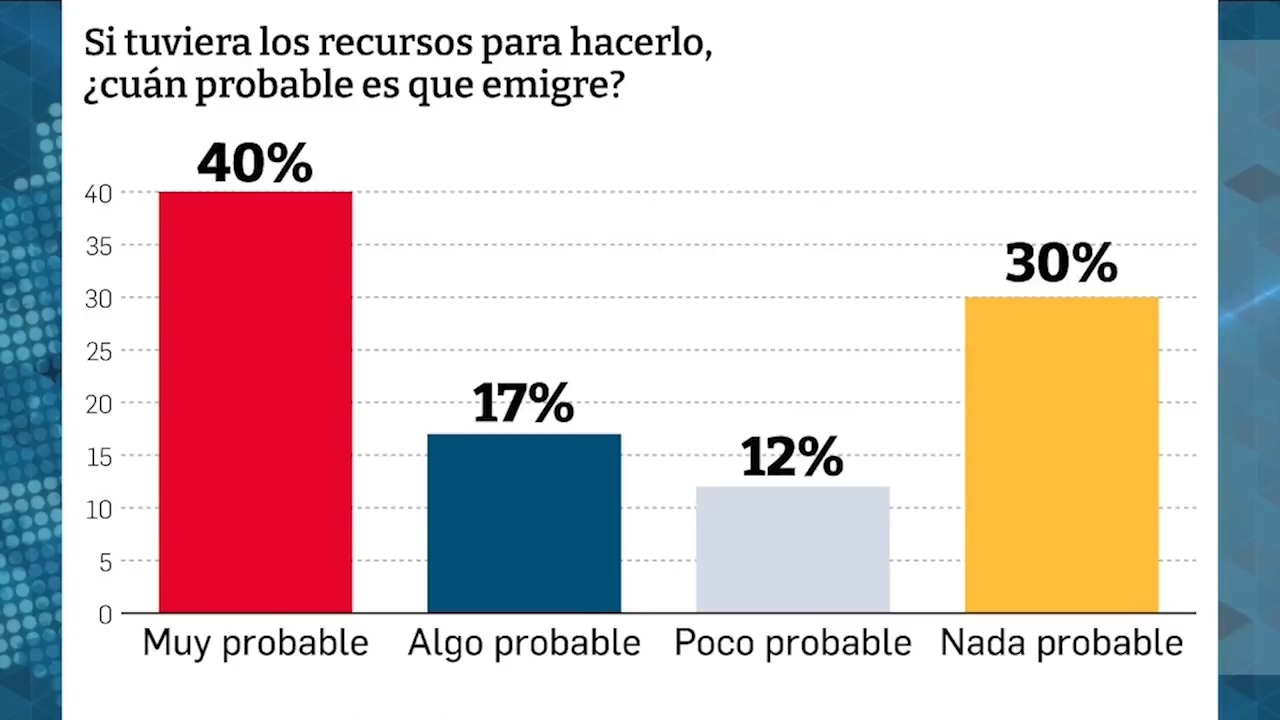 Si tuviera los recursos para hacerlo,
¿cuán probable es que emigre?
40%
17%
12%
30%
40
35
30
25
20
15
10
5
0
Muy probable
Algo probable
Poco probable
Nada probable